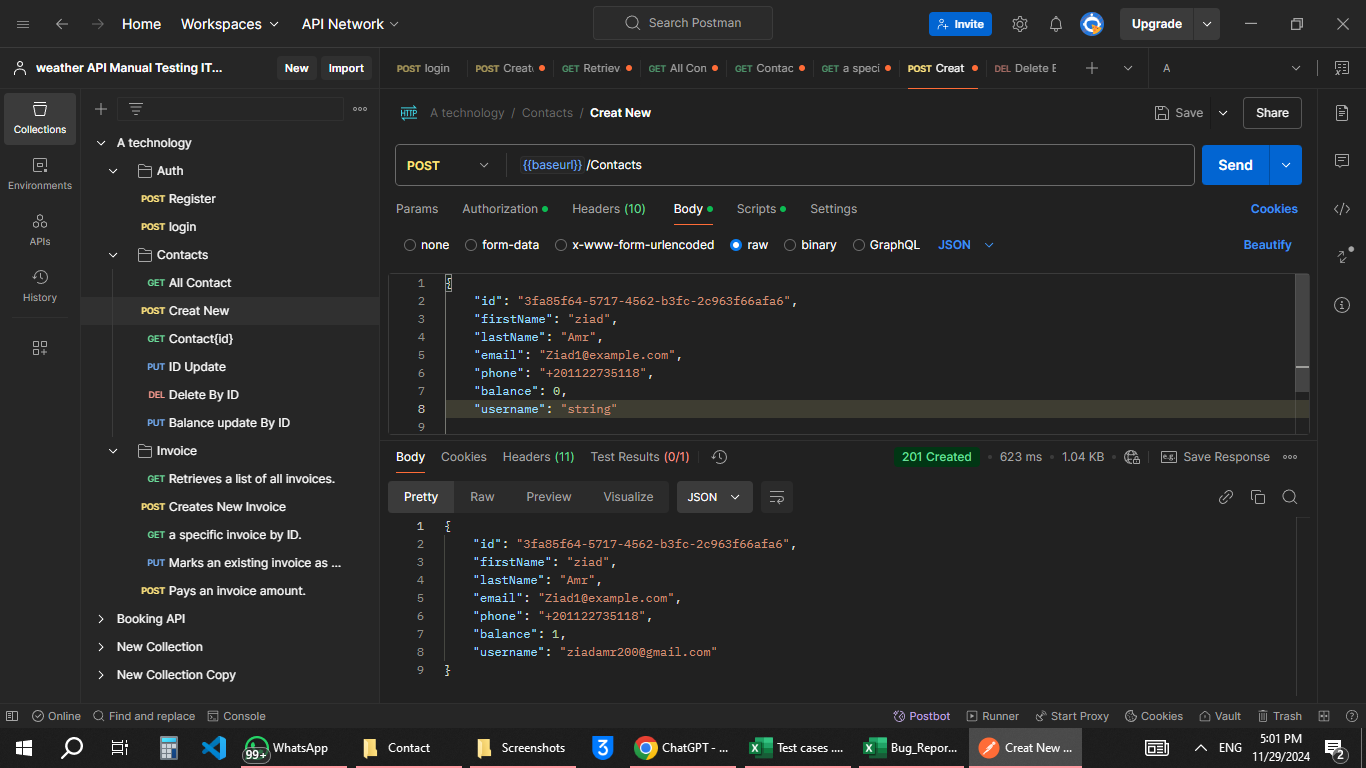 Home Workspaces API Network Search Postman Invite Upgrade
weather API Manual Testing IT... New Import POST login POST Creat GET Retriev GET All Con GET Contac GET a speci POST Creat DEL Delete E A
Collections
Environments
APIs
History
A technology
Auth
POST Register
POST login
Contacts
GET All Contact
POST Creat New
GET Contact{id}
PUT ID Update
DEL Delete By ID
PUT Balance update By ID
Invoice
GET Retrieves a list of all invoices.
POST Creates New Invoice
GET a specific invoice by ID.
PUT Marks an existing invoice as ...
POST Pays an invoice amount.
Booking API
New Collection
New Collection Copy
HTTP A technology / Contacts / Creat New Save Share
POST {{baseurl}} /Contacts Send
Params Authorization Headers (10) Body Scripts Settings Cookies
none form-data x-www-form-urlencoded raw binary GraphQL JSON Beautify
1 {
2 "id": "3fa85f64-5717-4562-b3fc-2c963f66afa6",
3 "firstName": "ziad",
4 "lastName": "Amr",
5 "email": "Ziad1@example.com",
6 "phone": "+201122735118",
7 "balance": 0,
8 "username": "string"
9
Body Cookies Headers (11) Test Results (0/1) 201 Created 623 ms 1.04 KB e.g. Save Response
Pretty Raw Preview Visualize JSON
1 {
2 "id": "3fa85f64-5717-4562-b3fc-2c963f66afa6",
3 "firstName": "ziad",
4 "lastName": "Amr",
5 "email": "Ziad1@example.com",
6 "phone": "+201122735118",
7 "balance": 1,
8 "username": "ziadamr200@gmail.com"
9 }
Online Find and replace Console Postbot Runner Start Proxy Cookies Vault Trash
99+ WhatsApp Contact Screenshots ChatGPT - ... Test cases .... Bug_Repor... Creat New ... ENG 5:01 PM
11/29/2024 2